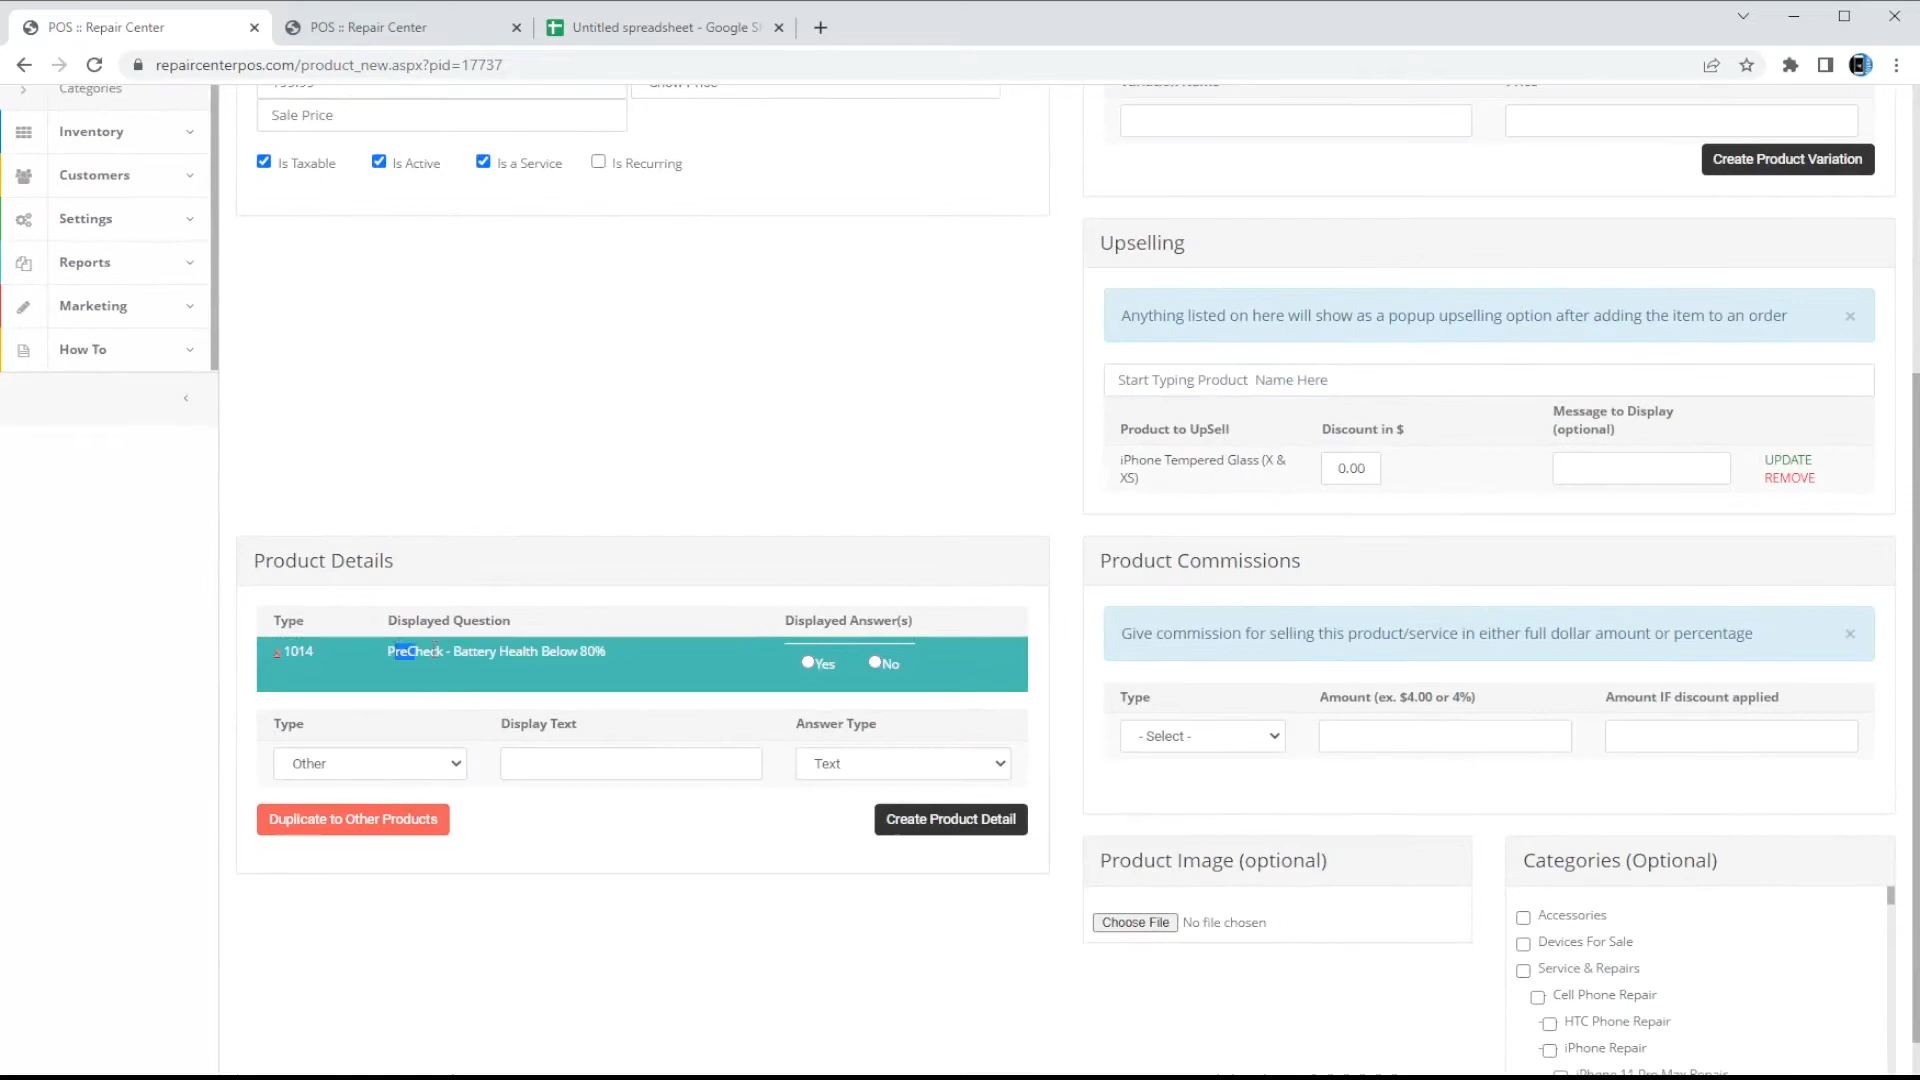 POS :: Repair Center
POS :: Repair Center
Untitled spreadsheet - Google S
repaircenterpos.com/product_new.aspx?pid=17737
Categories
Inventory
Customers
Settings
Reports
Marketing
How To
Sale Price
Is Taxable
Is Active
Is a Service
Is Recurring
Create Product Variation
Upselling
Anything listed on here will show as a popup upselling option after adding the item to an order
Start Typing Product Name Here
Product to UpSell
Discount in $
Message to Display
(optional)
iPhone Tempered Glass (X &
XS)
0.00
UPDATE
REMOVE
Product Details
Type
Displayed Question
Displayed Answer(s)
1014
PreCheck - Battery Health Below 80%
Yes
No
Type
Display Text
Answer Type
Other
Text
Duplicate to Other Products
Create Product Detail
Product Commissions
Give commission for selling this product/service in either full dollar amount or percentage
Type
Amount (ex. $4.00 or 4%)
Amount IF discount applied
- Select -
Product Image (optional)
Choose File No file chosen
Categories (Optional)
Accessories
Devices For Sale
Service & Repairs
Cell Phone Repair
HTC Phone Repair
iPhone Repair
iPhone 11 Pro Max Repair